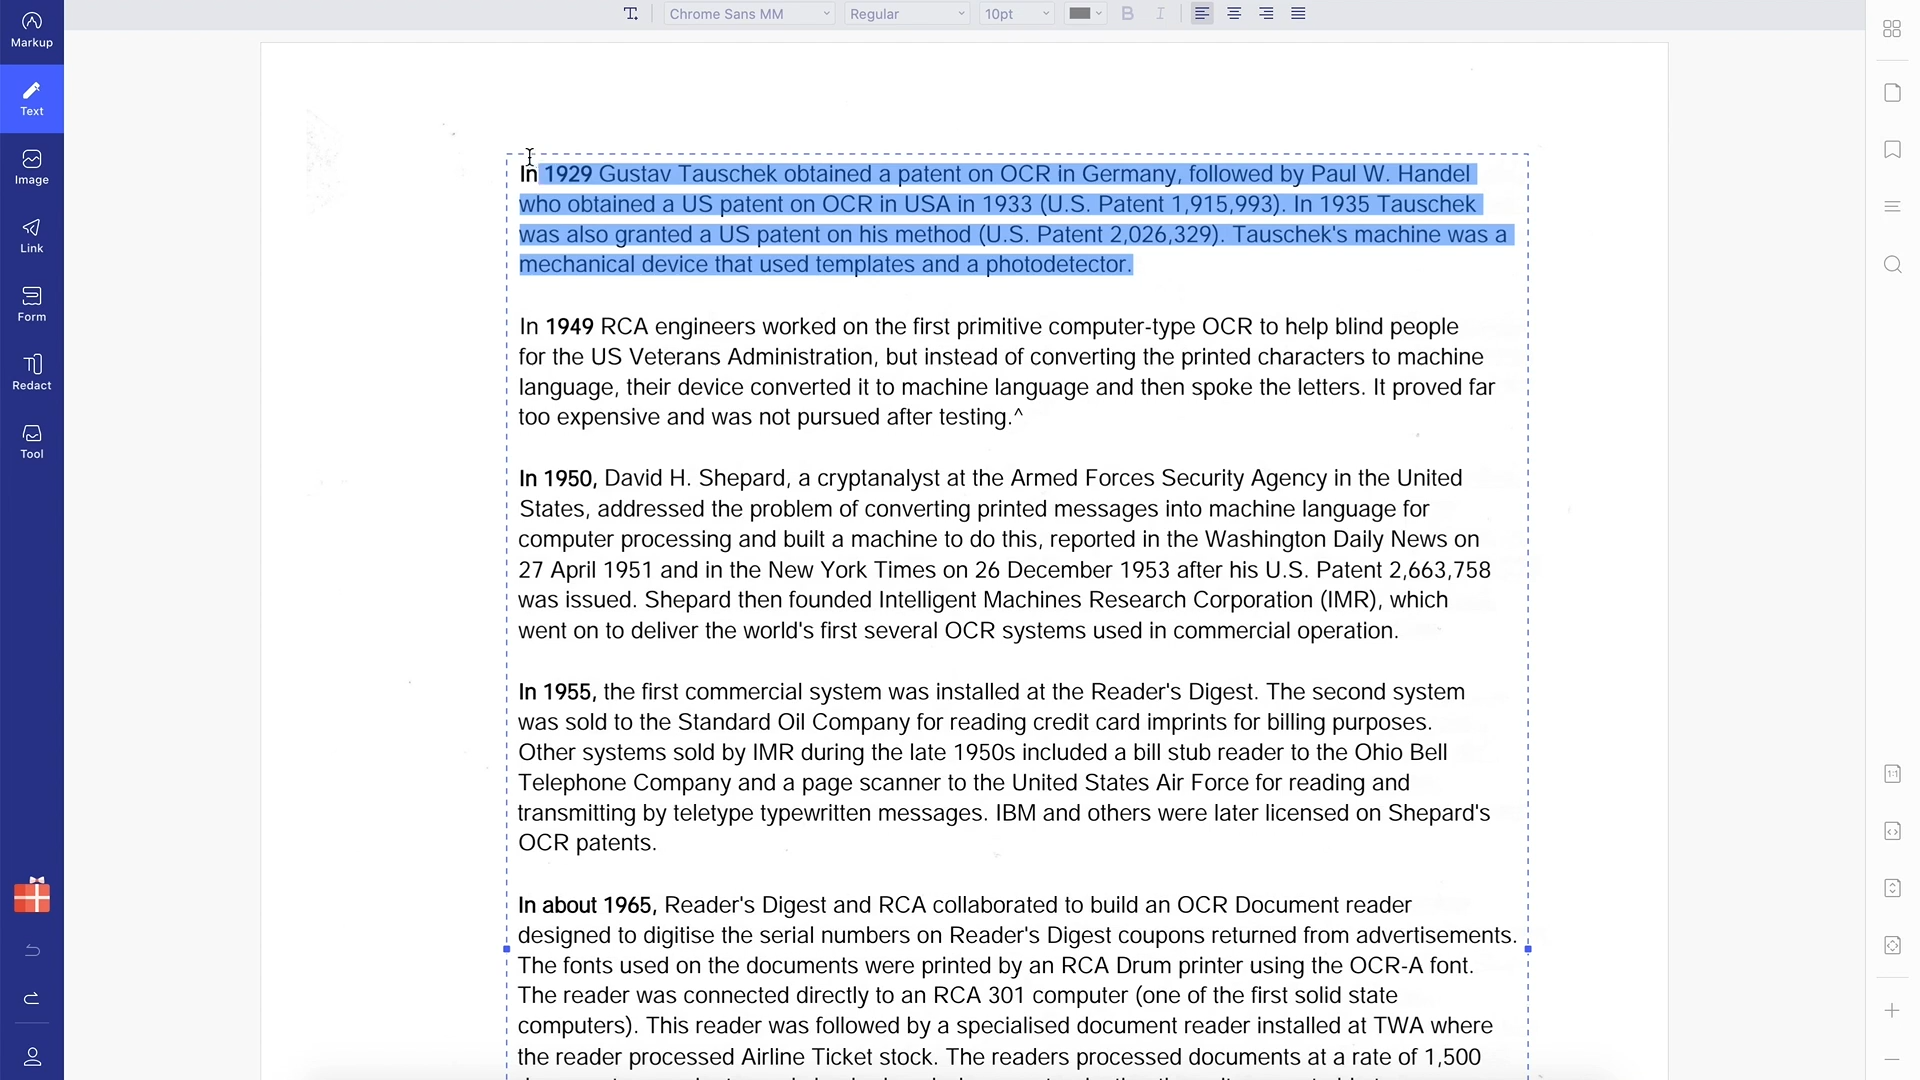 Markup
Text
Image
Link
Form
Redact
Tool
Chrome Sans MM
Regular
10pt
B
I
In 1929 Gustav Tauschek obtained a patent on OCR in Germany, followed by Paul W. Handel
who obtained a US patent on OCR in USA in 1933 (U.S. Patent 1,915,993). In 1935 Tauschek
was also granted a US patent on his method (U.S. Patent 2,026,329). Tauschek's machine was a
mechanical device that used templates and a photodetector.
In 1949 RCA engineers worked on the first primitive computer-type OCR to help blind people
for the US Veterans Administration, but instead of converting the printed characters to machine
language, their device converted it to machine language and then spoke the letters. It proved far
too expensive and was not pursued after testing.^
In 1950, David H. Shepard, a cryptanalyst at the Armed Forces Security Agency in the United
States, addressed the problem of converting printed messages into machine language for
computer processing and built a machine to do this, reported in the Washington Daily News on
27 April 1951 and in the New York Times on 26 December 1953 after his U.S. Patent 2,663,758
was issued. Shepard then founded Intelligent Machines Research Corporation (IMR), which
went on to deliver the world's first several OCR systems used in commercial operation.
In 1955, the first commercial system was installed at the Reader's Digest. The second system
was sold to the Standard Oil Company for reading credit card imprints for billing purposes.
Other systems sold by IMR during the late 1950s included a bill stub reader to the Ohio Bell
Telephone Company and a page scanner to the United States Air Force for reading and
transmitting by teletype typewritten messages. IBM and others were later licensed on Shepard's
OCR patents.
In about 1965, Reader's Digest and RCA collaborated to build an OCR Document reader
designed to digitise the serial numbers on Reader's Digest coupons returned from advertisements.
The fonts used on the documents were printed by an RCA Drum printer using the OCR-A font.
The reader was connected directly to an RCA 301 computer (one of the first solid state
computers). This reader was followed by a specialised document reader installed at TWA where
the reader processed Airline Ticket stock. The readers processed documents at a rate of 1,500